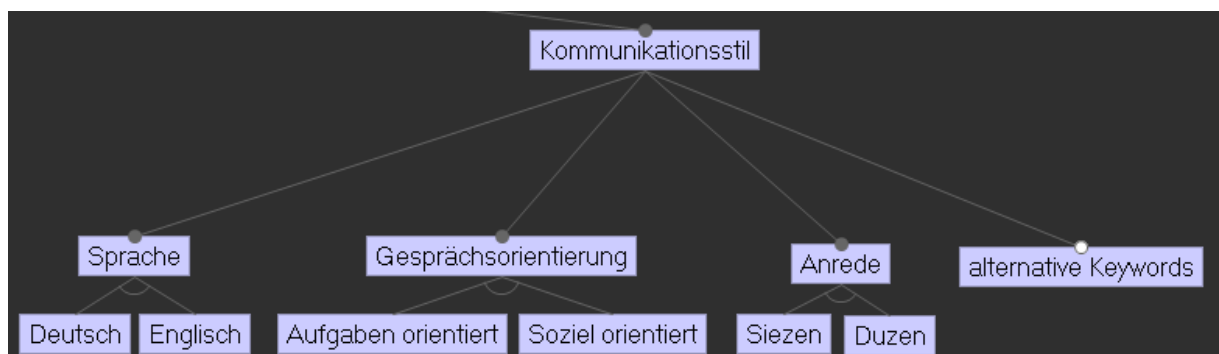 Kommunikationsstil
Sprache
Gesprächsorientierung
Anrede
alternative Keywords
Deutsch
Englisch
Aufgaben orientiert
Soziel orientiert
Siezen
Duzen